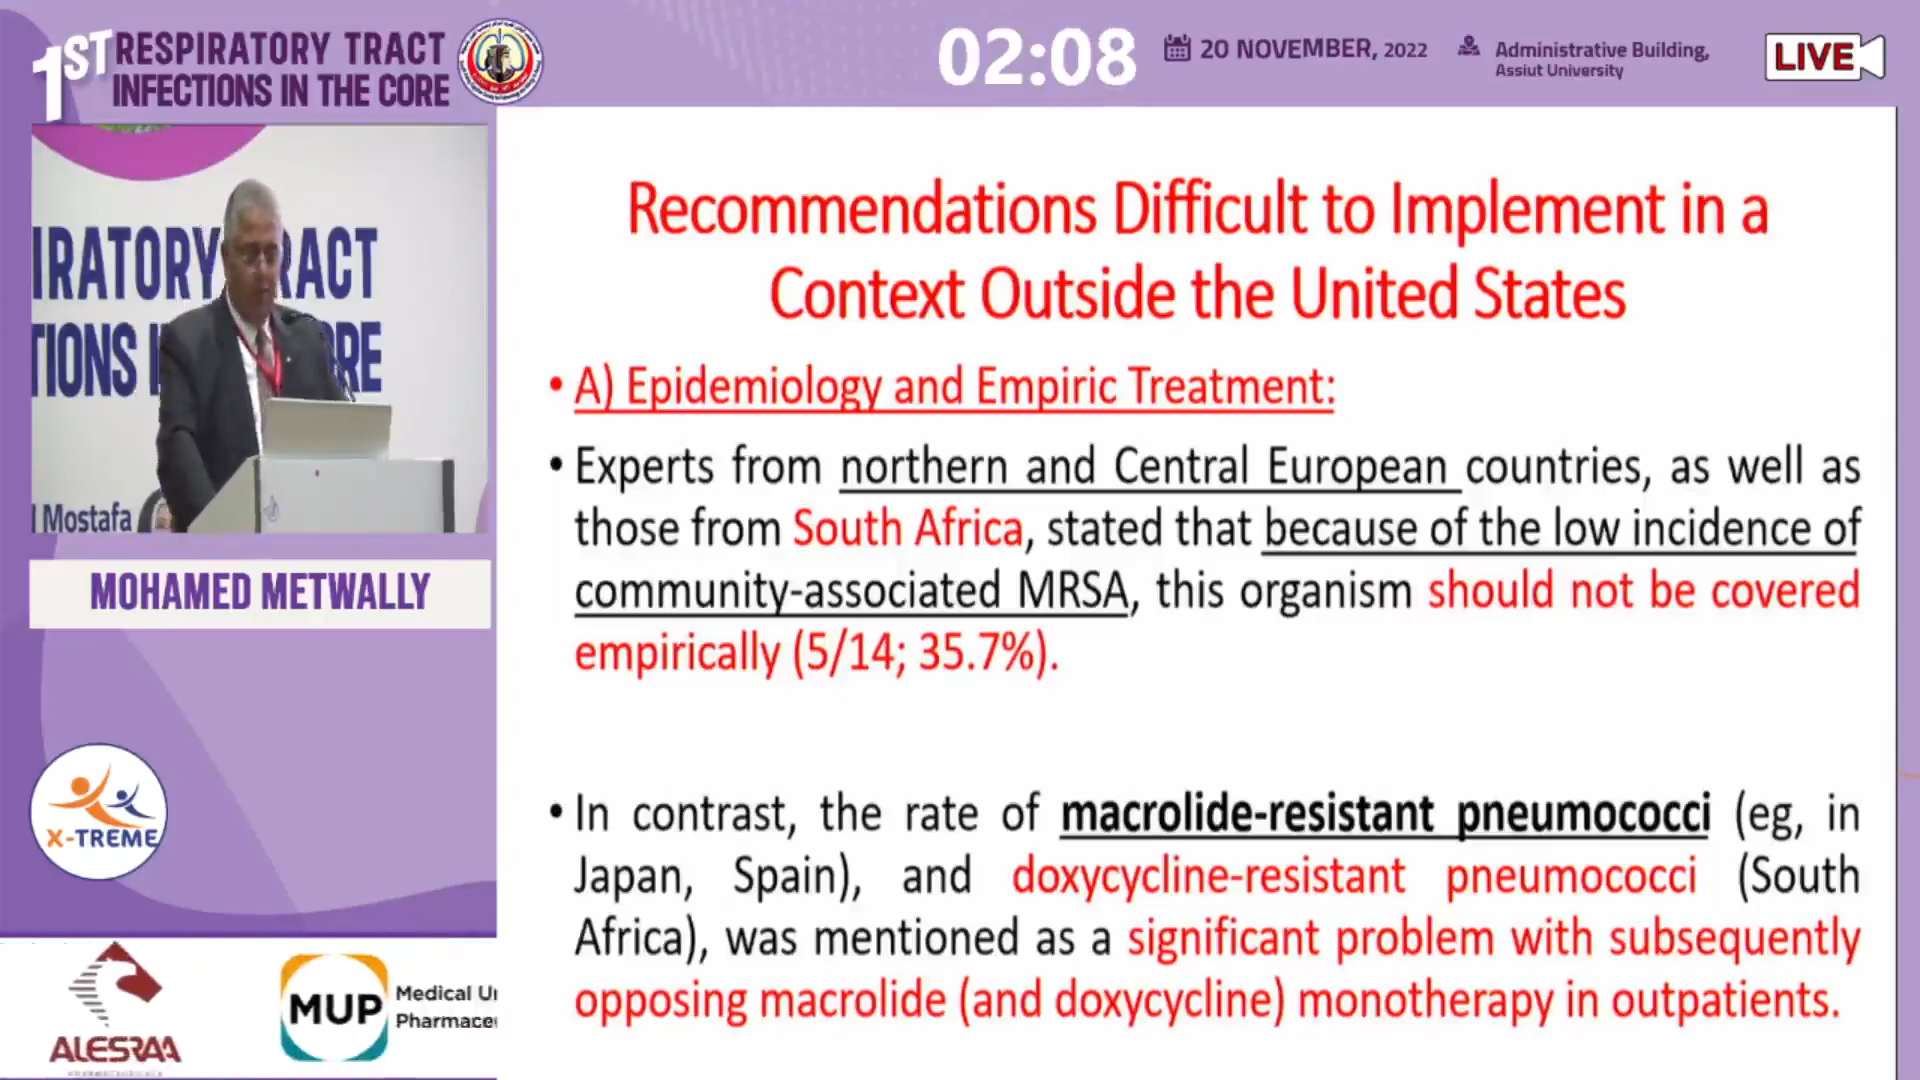 1ST RESPIRATORY TRACT
INFECTIONS IN THE CORE
02:08
20 NOVEMBER, 2022
Administrative Building,
Assiut University
LIVE
IRATORY TRACT
TIONS I RE
l Mostafa
MOHAMED METWALLY
X-TREME
ALESRAA
MUP
Medical
Recommendations Difficult to Implement in a
Context Outside the United States
• A) Epidemiology and Empiric Treatment:
• Experts from northern and Central European countries, as well as
those from South Africa, stated that because of the low incidence of
community-associated MRSA, this organism should not be covered
empirically (5/14; 35.7%).
• In contrast, the rate of macrolide-resistant pneumococci (eg, in
Japan, Spain), and doxycycline-resistant pneumococci (South
Africa), was mentioned as a significant problem with subsequently
opposing macrolide (and doxycycline) monotherapy in outpatients.